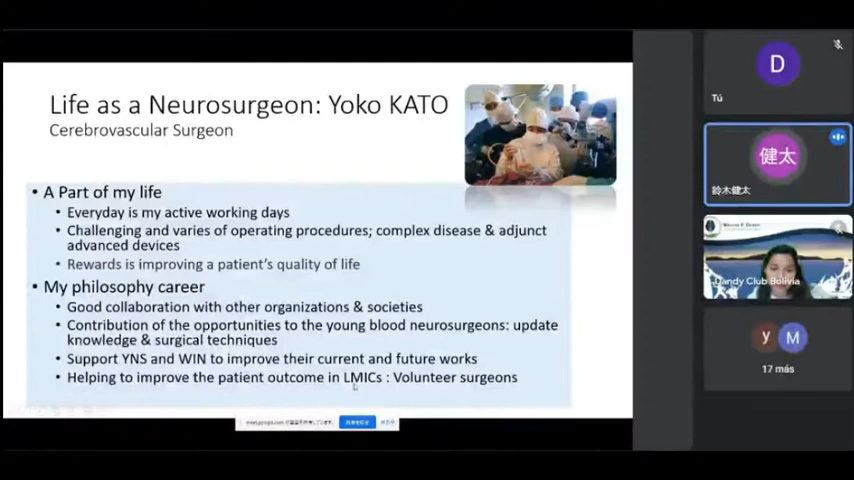 Life as a Neurosurgeon: Yoko KATO
Cerebrovascular Surgeon
• A Part of my life
• Everyday is my active working days
• Challenging and varies of operating procedures; complex disease & adjunct
advanced devices
• Rewards is improving a patient's quality of life
• My philosophy career
• Good collaboration with other organizations & societies
• Contribution of the opportunities to the young blood neurosurgeons: update
knowledge & surgical techniques
• Support YNS and WIN to improve their current and future works
• Helping to improve the patient outcome in LMICs : Volunteer surgeons
D
Tú
健太
鈴木健太
Dandy Club Bolivia
y M
17 más